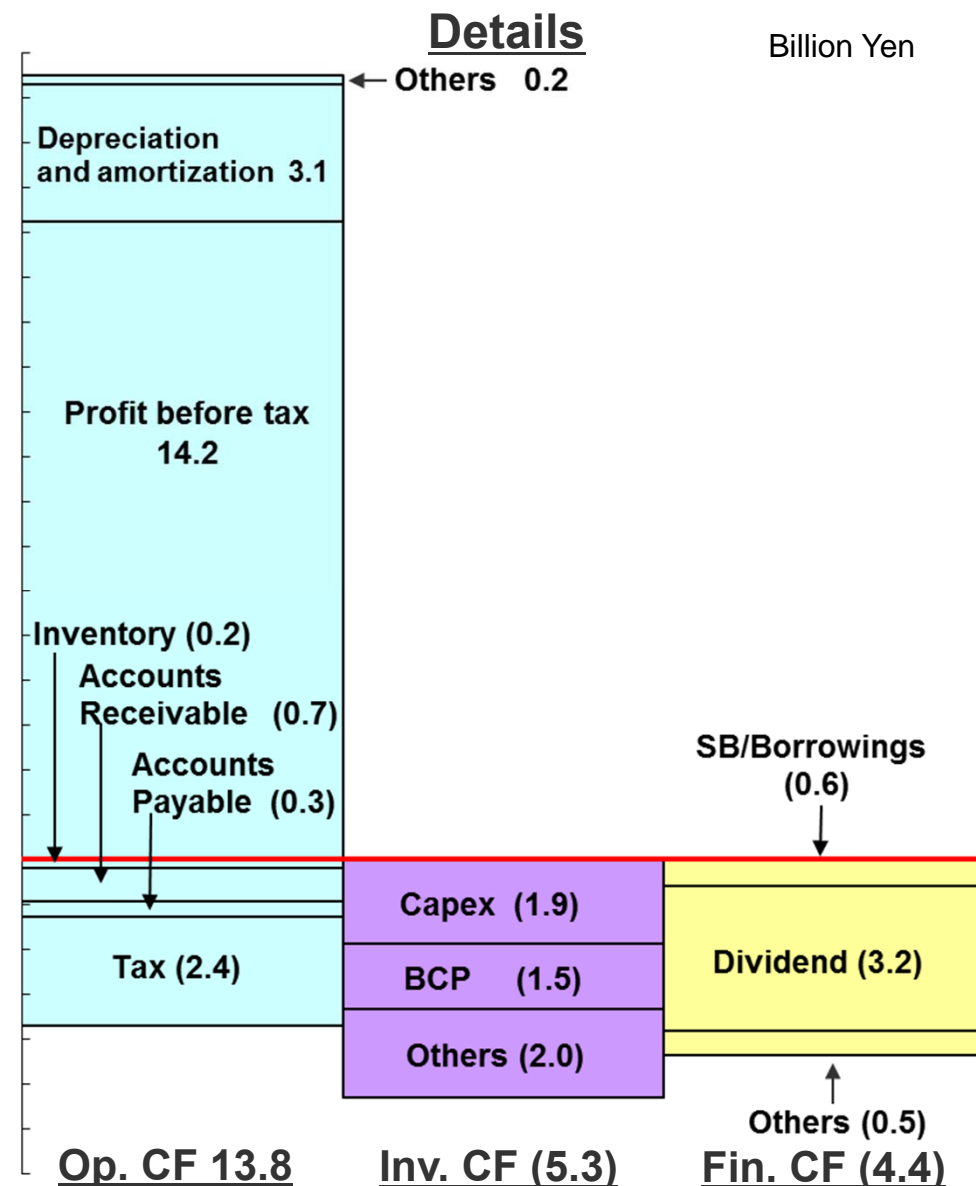 Details
Billion Yen
Others 0.2
Depreciation
and amortization 3.1
Profit before tax
14.2
Inventory (0.2)
Accounts
Receivable (0.7)
Accounts
Payable (0.3)
SB/Borrowings
(0.6)
Tax (2.4)
Capex (1.9)
BCP (1.5)
Others (2.0)
Dividend (3.2)
Others (0.5)
Op. CF 13.8
Inv. CF (5.3)
Fin. CF (4.4)